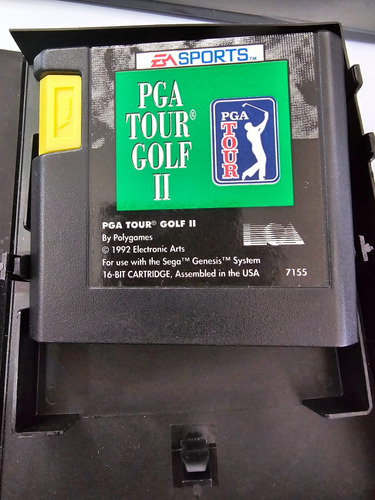 EA SPORTS™
PGA
TOUR®
GOLF
II
PGA
TOUR
PGA TOUR® GOLF II
By Polygames
© 1992 Electronic Arts
For use with the Sega™ Genesis™ System
16-BIT CARTRIDGE, Assembled in the USA 7155